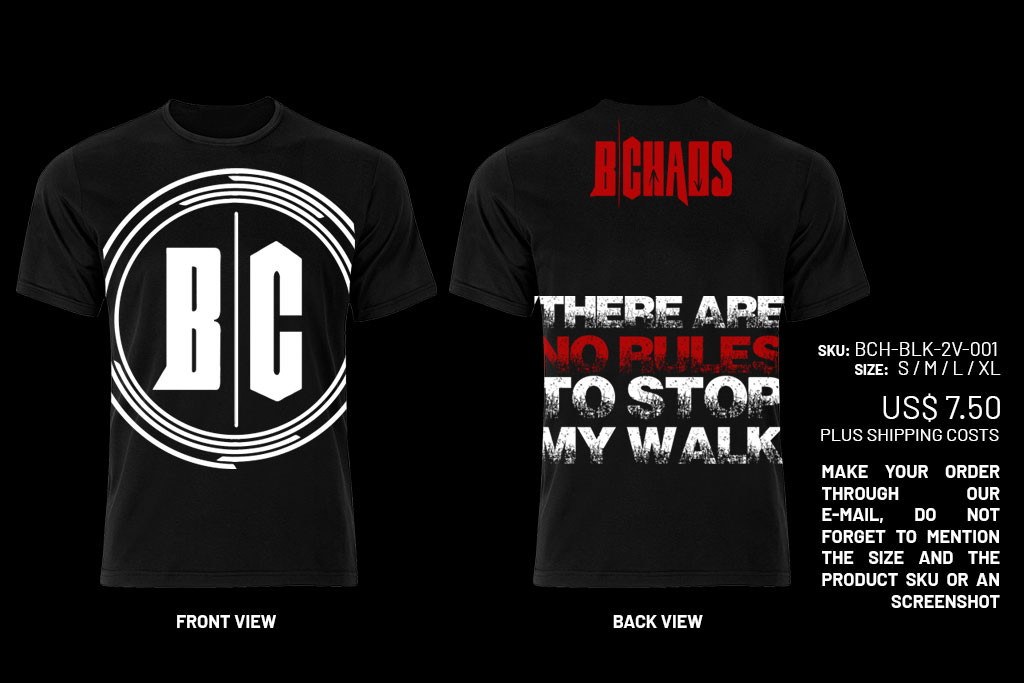 B|C
B|CHAOS
THERE ARE
NO RULES
TO STOP
MY WALK
SKU: BCH-BLK-2V-001
SIZE: S / M / L / XL
US$ 7.50
PLUS SHIPPING COSTS
MAKE YOUR ORDER
THROUGH OUR
E-MAIL, DO NOT
FORGET TO MENTION
THE SIZE AND THE
PRODUCT SKU OR AN
SCREENSHOT
FRONT VIEW
BACK VIEW